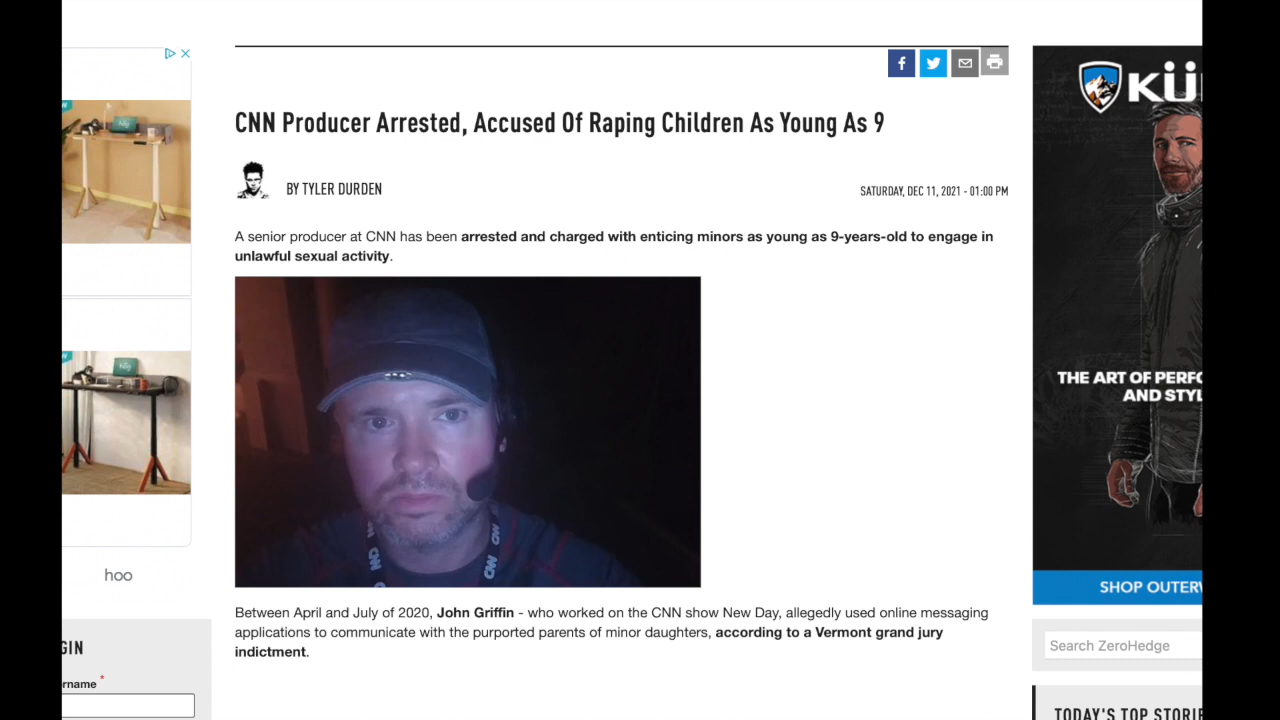 CNN Producer Arrested, Accused Of Raping Children As Young As 9
BY TYLER DURDEN
SATURDAY, DEC 11, 2021 - 01:00 PM
A senior producer at CNN has been arrested and charged with enticing minors as young as 9-years-old to engage in
unlawful sexual activity.
CNN
CNN
Between April and July of 2020, John Griffin - who worked on the CNN show New Day, allegedly used online messaging
applications to communicate with the purported parents of minor daughters, according to a Vermont grand jury
indictment.
hoo
GIN
rname *
KÜ
THE ART OF PERFO
AND STYL
SHOP OUTERW
Search ZeroHedge
TODAY'S TOP STORIE